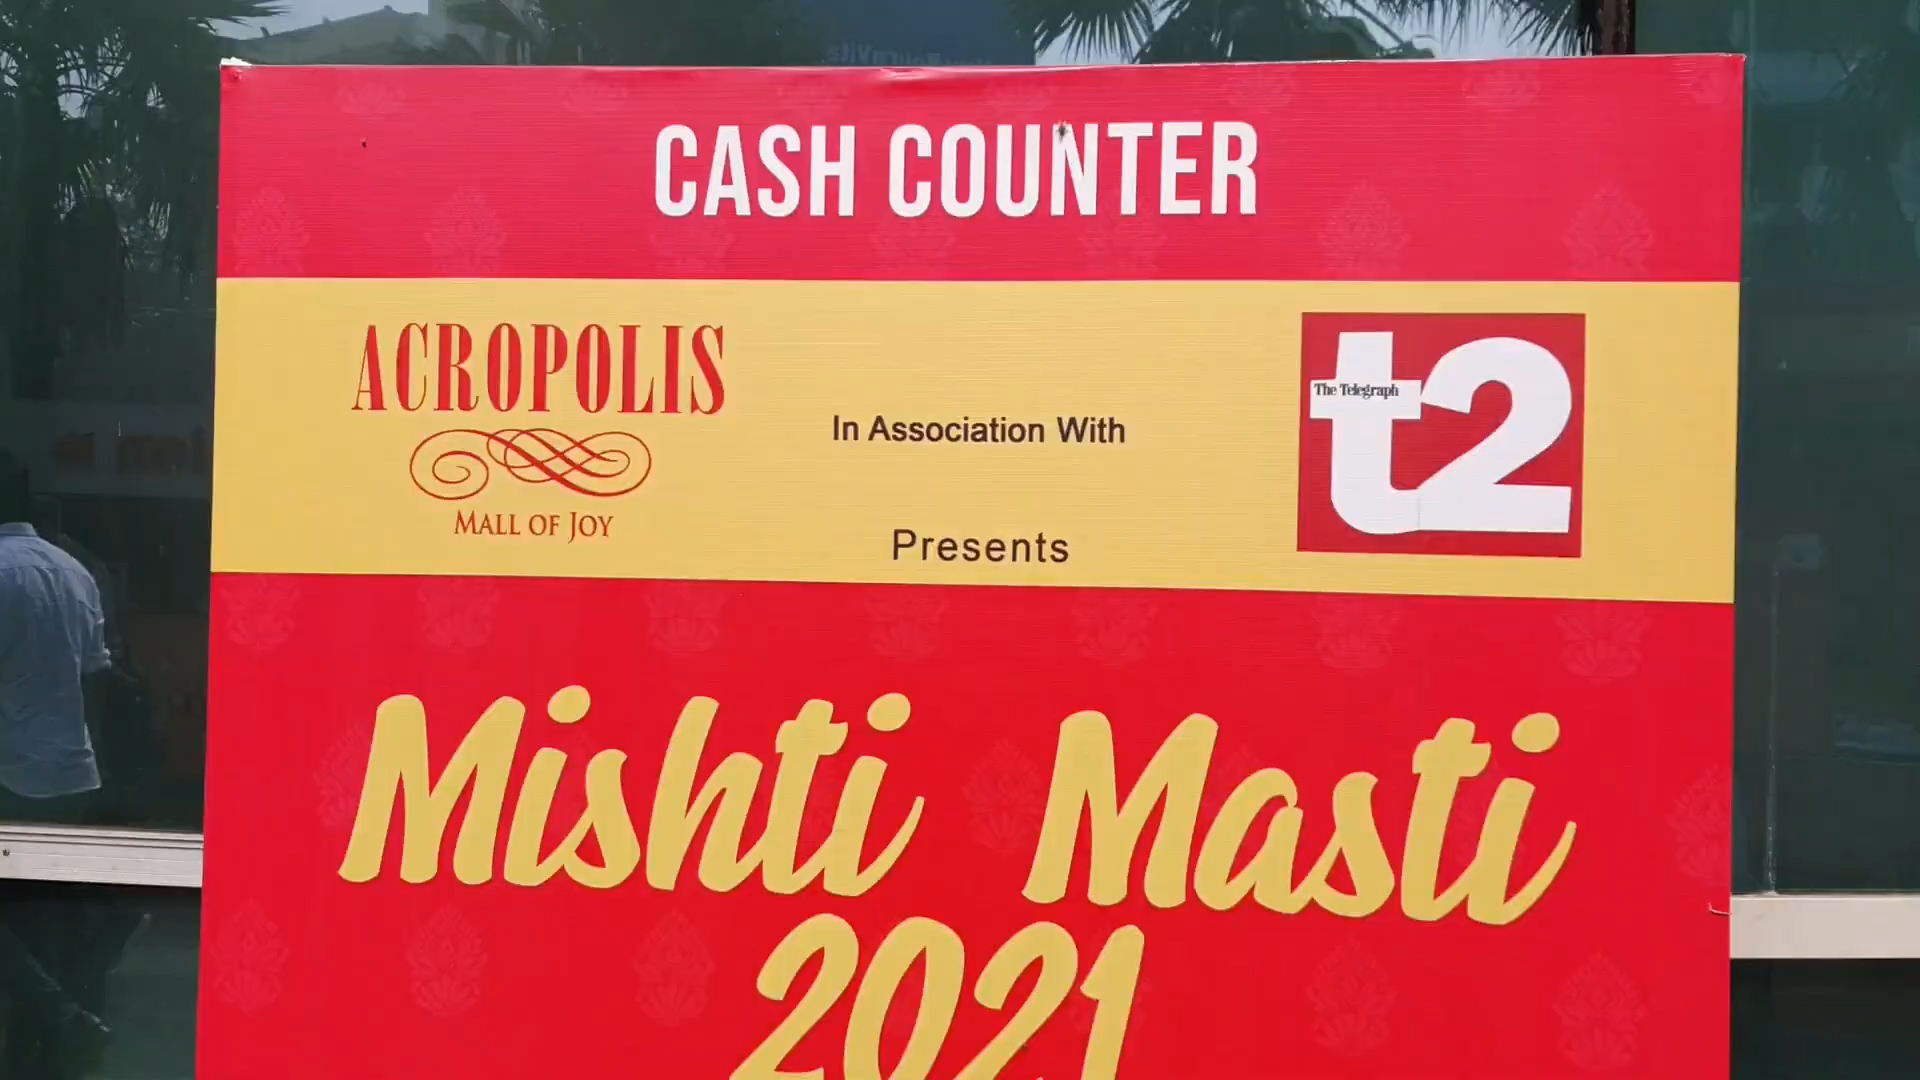 CASH COUNTER
ACROPOLIS
MALL OF JOY
In Association With
Presents
The Telegraph
t2
Mishti Masti
2021